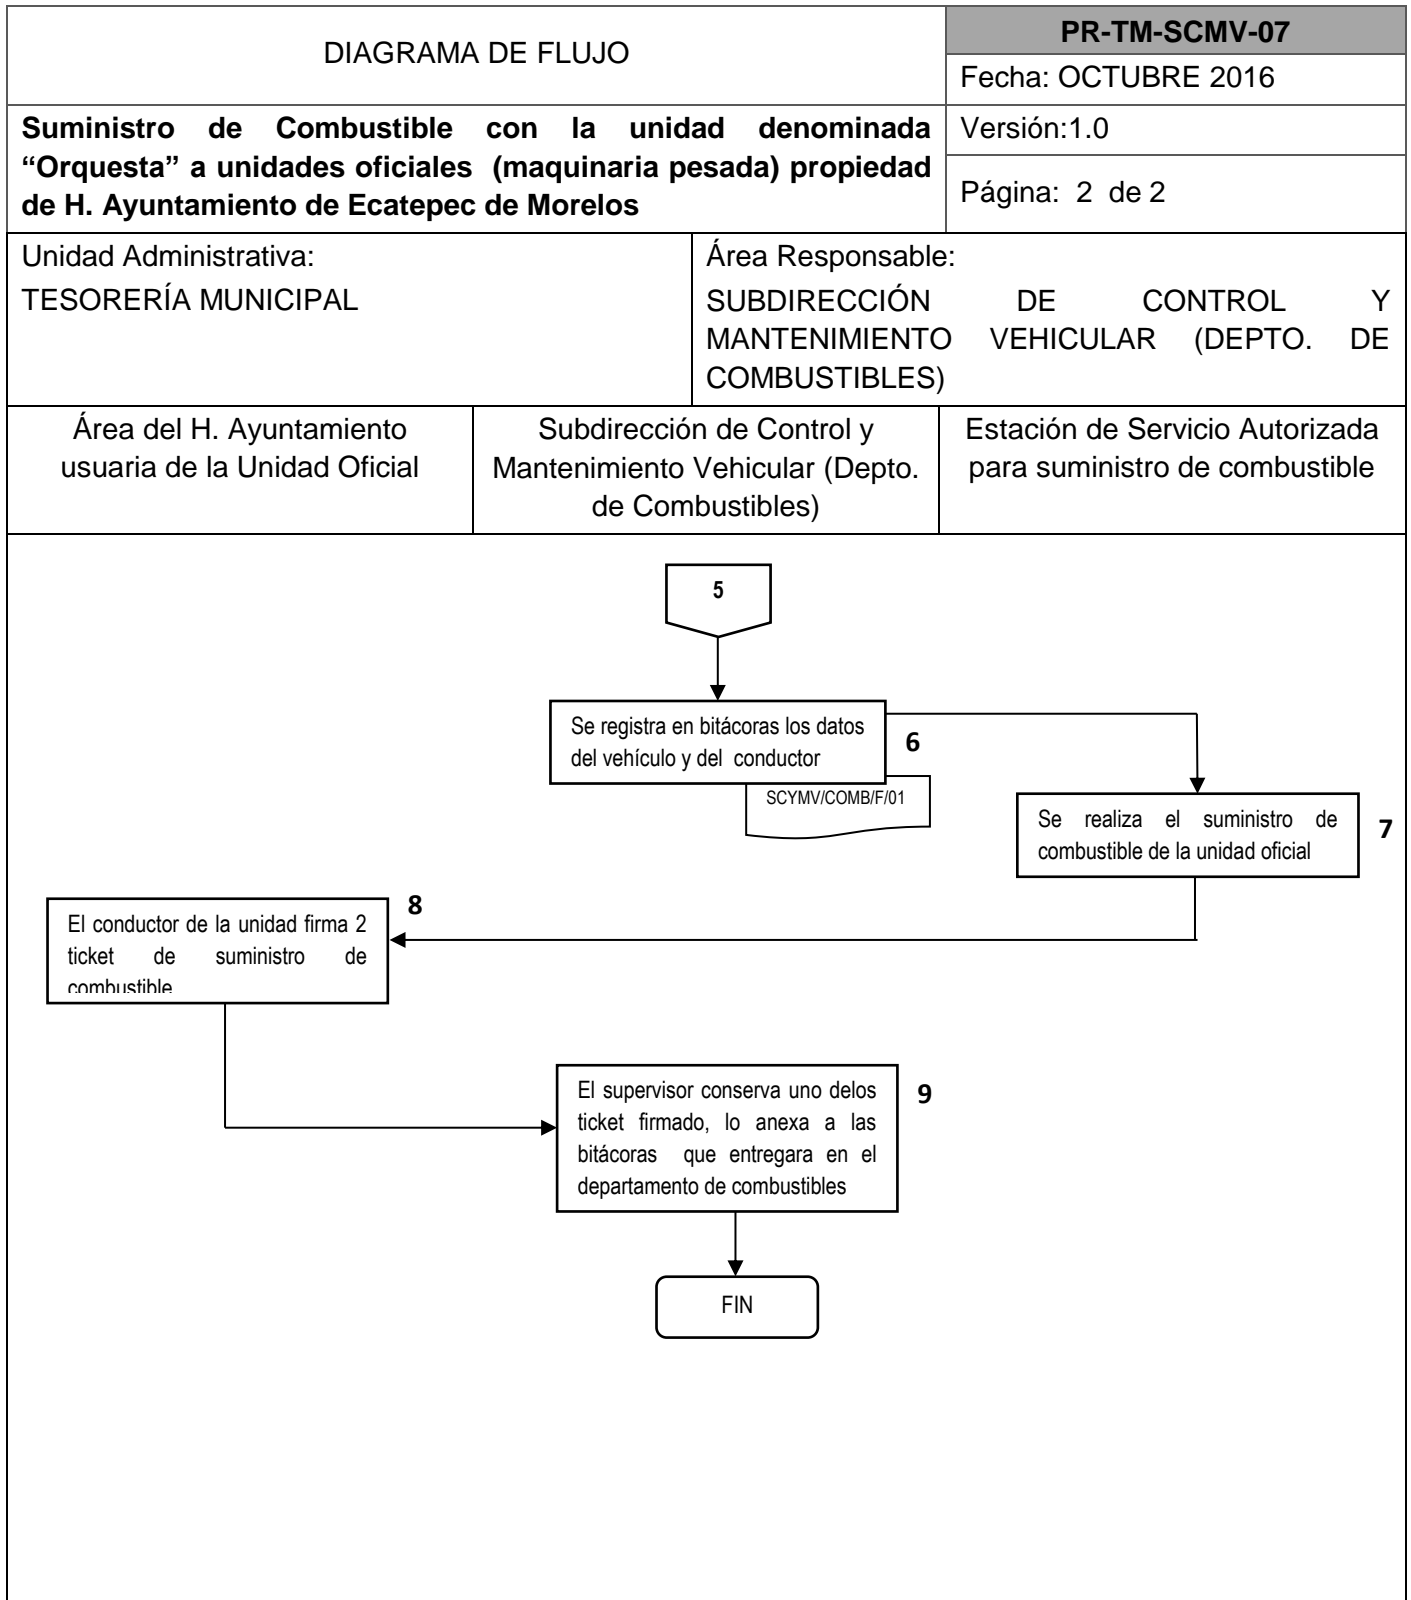 DIAGRAMA DE FLUJO
PR-TM-SCMV-07
Fecha: OCTUBRE 2016
Suministro de Combustible con la unidad denominada
“Orquesta” a unidades oficiales (maquinaria pesada) propiedad
de H. Ayuntamiento de Ecatepec de Morelos
Versión:1.0
Página: 2 de 2
Unidad Administrativa:
TESORERÍA MUNICIPAL
Área Responsable:
SUBDIRECCIÓN DE CONTROL Y
MANTENIMIENTO VEHICULAR (DEPTO. DE
COMBUSTIBLES)
Área del H. Ayuntamiento
usuaria de la Unidad Oficial
Subdirección de Control y
Mantenimiento Vehicular (Depto.
de Combustibles)
Estación de Servicio Autorizada
para suministro de combustible
5
Se registra en bitácoras los datos
del vehículo y del conductor
6
SCYMV/COMB/F/01
Se realiza el suministro de
combustible de la unidad oficial
7
El conductor de la unidad firma 2
ticket de suministro de
combustible
8
El supervisor conserva uno delos
ticket firmado, lo anexa a las
bitácoras que entregara en el
departamento de combustibles
9
FIN